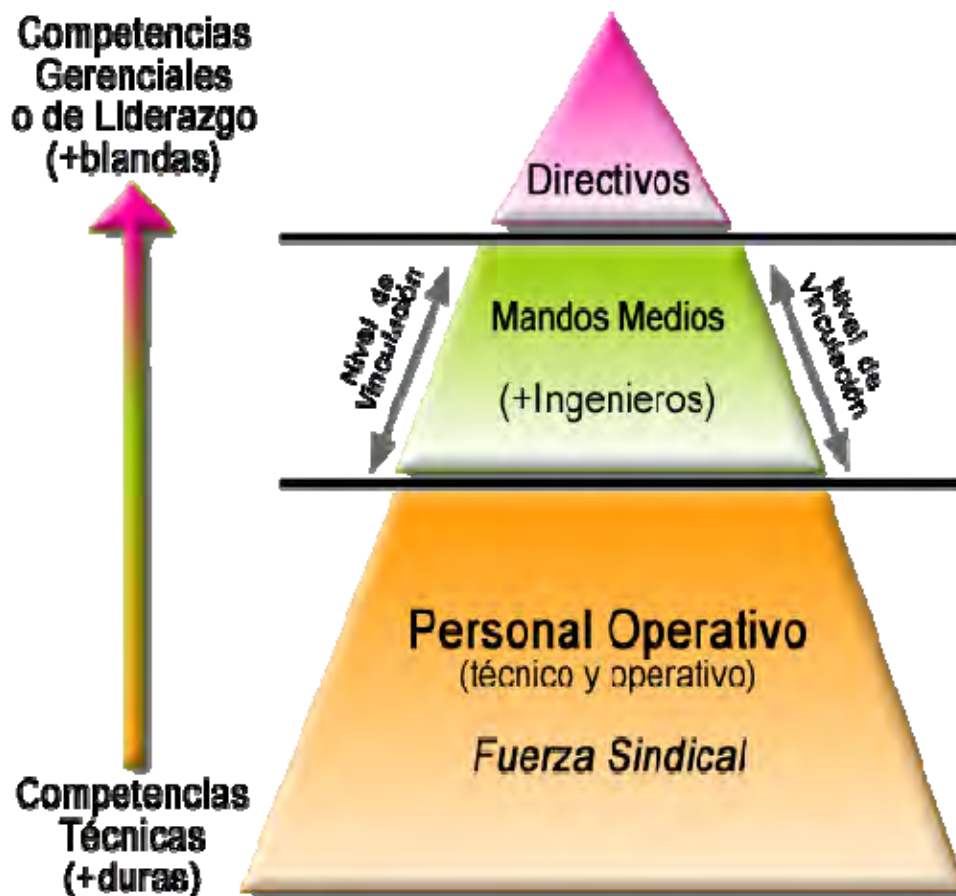 Competencias
Gerenciales
o de Liderazgo
(+blandas)
Directivos
Nivel de
Vinculación
Mandos Medios
(+Ingenieros)
Nivel de
Vinculación
Personal Operativo
(técnico y operativo)
Fuerza Sindical
Competencias
Técnicas
(+duras)